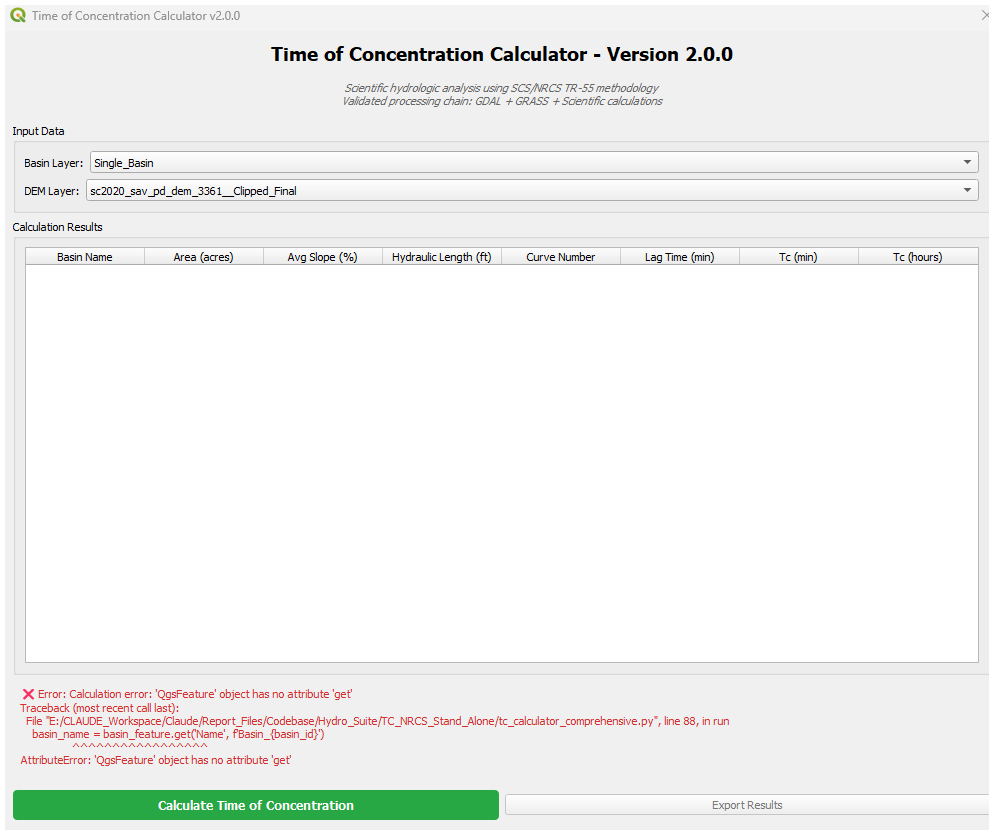 Time of Concentration Calculator v2.0.0
Time of Concentration Calculator - Version 2.0.0
Scientific hydrologic analysis using SCS/NRCS TR-55 methodology
Validated processing chain: GDAL + GRASS + Scientific calculations
Input Data
Basin Layer: Single_Basin
DEM Layer: sc2020_sav_pd_dem_3361__Clipped_Final
Calculation Results
Basin Name Area (acres) Avg Slope (%) Hydraulic Length (ft) Curve Number Lag Time (min) Tc (min) Tc (hours)
❌ Error: Calculation error: 'QgsFeature' object has no attribute 'get'
Traceback (most recent call last):
File "E:/CLAUDE_Workspace/Claude/Report_Files/Codebase/Hydro_Suite/TC_NRCS_Stand_Alone/tc_calculator_comprehensive.py", line 88, in run
basin_name = basin_feature.get('Name', f'Basin_{basin_id}')
^^^^^^^^^^^^^^^^^
AttributeError: 'QgsFeature' object has no attribute 'get'
Calculate Time of Concentration Export Results